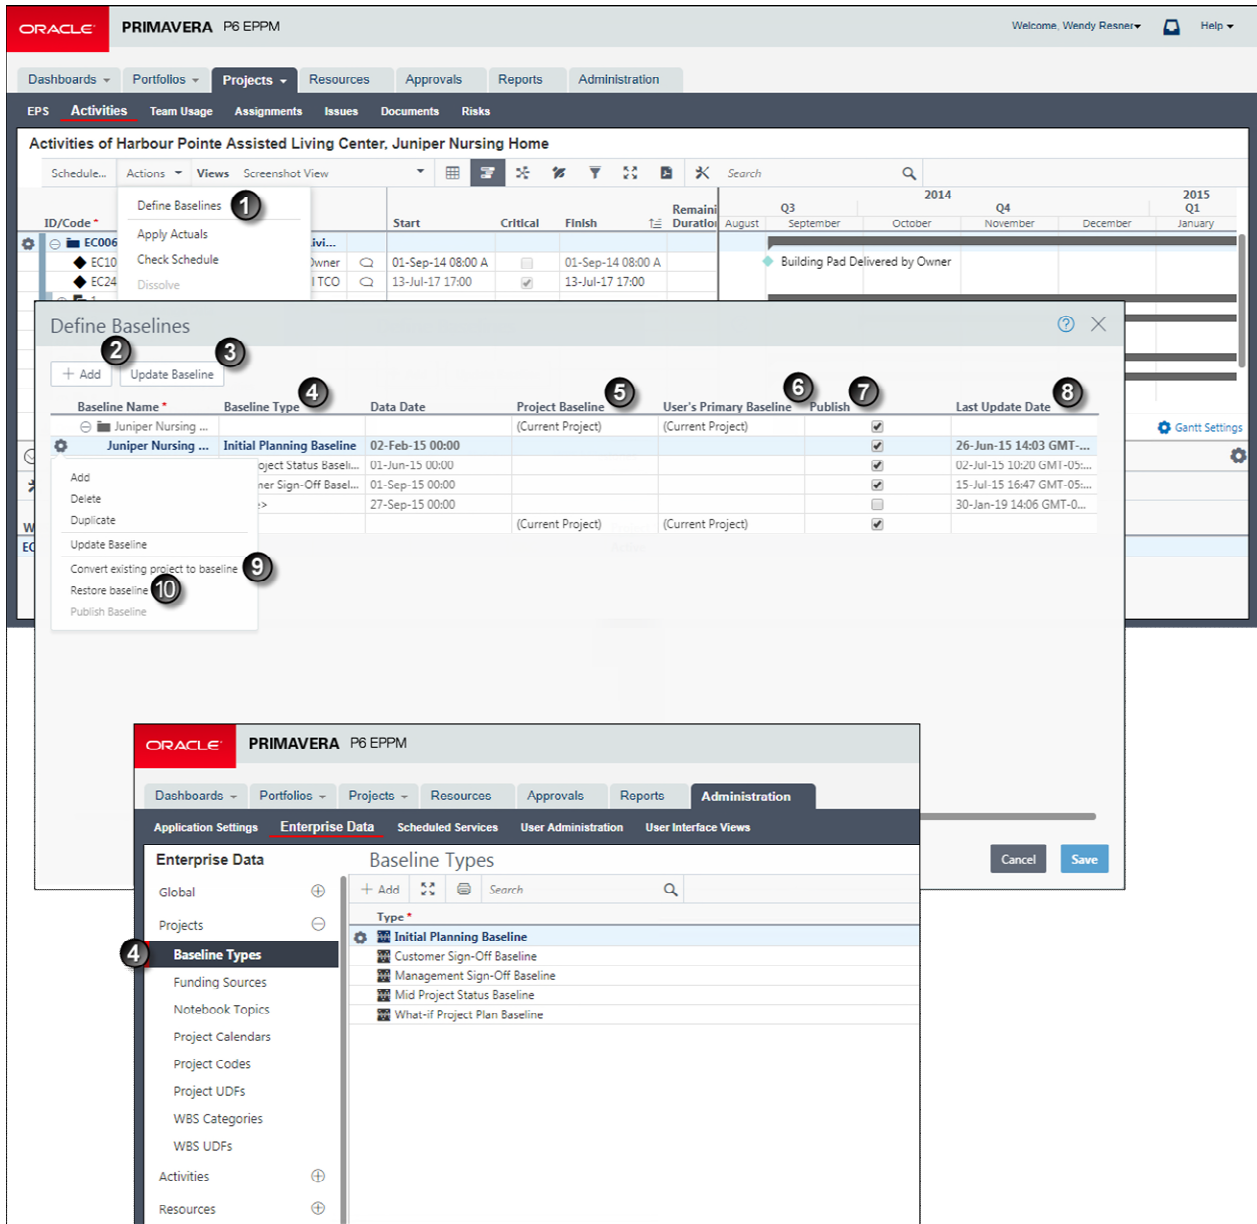 ORACLE PRIMAVERA P6 EPPM Welcome, Wendy Resner Help
Dashboards Portfolios Projects Resources Approvals Reports Administration
EPS Activities Team Usage Assignments Issues Documents Risks
Activities of Harbour Pointe Assisted Living Center, Juniper Nursing Home
Schedule... Actions Views Screenshot View Search
Define Baselines 1
Apply Actuals
Check Schedule
Dissolve
2014 2015
Q3 Q4 Q1
ID/Code * Start Critical Finish Remaini Duration August September October November December January
EC006 Livi...
EC10 Owner 01-Sep-14 08:00 A 01-Sep-14 08:00 A Building Pad Delivered by Owner
EC24 l TCO 13-Jul-17 17:00 13-Jul-17 17:00
Define Baselines
2 3
Add Update Baseline
4 5 6 7 8
Baseline Name * Baseline Type Data Date Project Baseline User's Primary Baseline Publish Last Update Date
Juniper Nursing ... (Current Project) (Current Project)
Juniper Nursing ... Initial Planning Baseline 02-Feb-15 00:00 26-Jun-15 14:03 GMT-...
oject Status Baseli... 01-Jun-15 00:00 02-Jul-15 10:20 GMT-05:...
ner Sign-Off Basel... 01-Sep-15 00:00 15-Jul-15 16:47 GMT-05:...
e> 27-Sep-15 00:00 30-Jan-19 14:06 GMT-0...
(Current Project) (Current Project)
Gantt Settings
W
EC
Add
Delete
Duplicate
Update Baseline
Convert existing project to baseline 9
Restore baseline 10
Publish Baseline
Cancel Save
ORACLE PRIMAVERA P6 EPPM
Dashboards Portfolios Projects Resources Approvals Reports Administration
Application Settings Enterprise Data Scheduled Services User Administration User Interface Views
Enterprise Data
Global
Projects
4 Baseline Types
Funding Sources
Notebook Topics
Project Calendars
Project Codes
Project UDFs
WBS Categories
WBS UDFs
Activities
Resources
Baseline Types
Add Search
Type *
Initial Planning Baseline
Customer Sign-Off Baseline
Management Sign-Off Baseline
Mid Project Status Baseline
What-if Project Plan Baseline